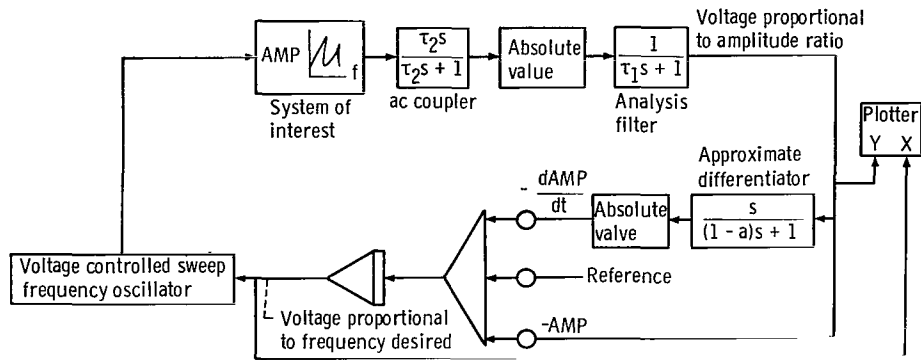 Voltage proportional
to amplitude ratio
AMP
f
System of
interest
τ2s
τ2s + 1
ac coupler
Absolute
value
1
τ1s + 1
Analysis
filter
Plotter
Y X
Approximate
differentiator
s
(1 - a)s + 1
Absolute
valve
- dAMP
dt
Reference
-AMP
Voltage controlled sweep
frequency oscillator
Voltage proportional
to frequency desired